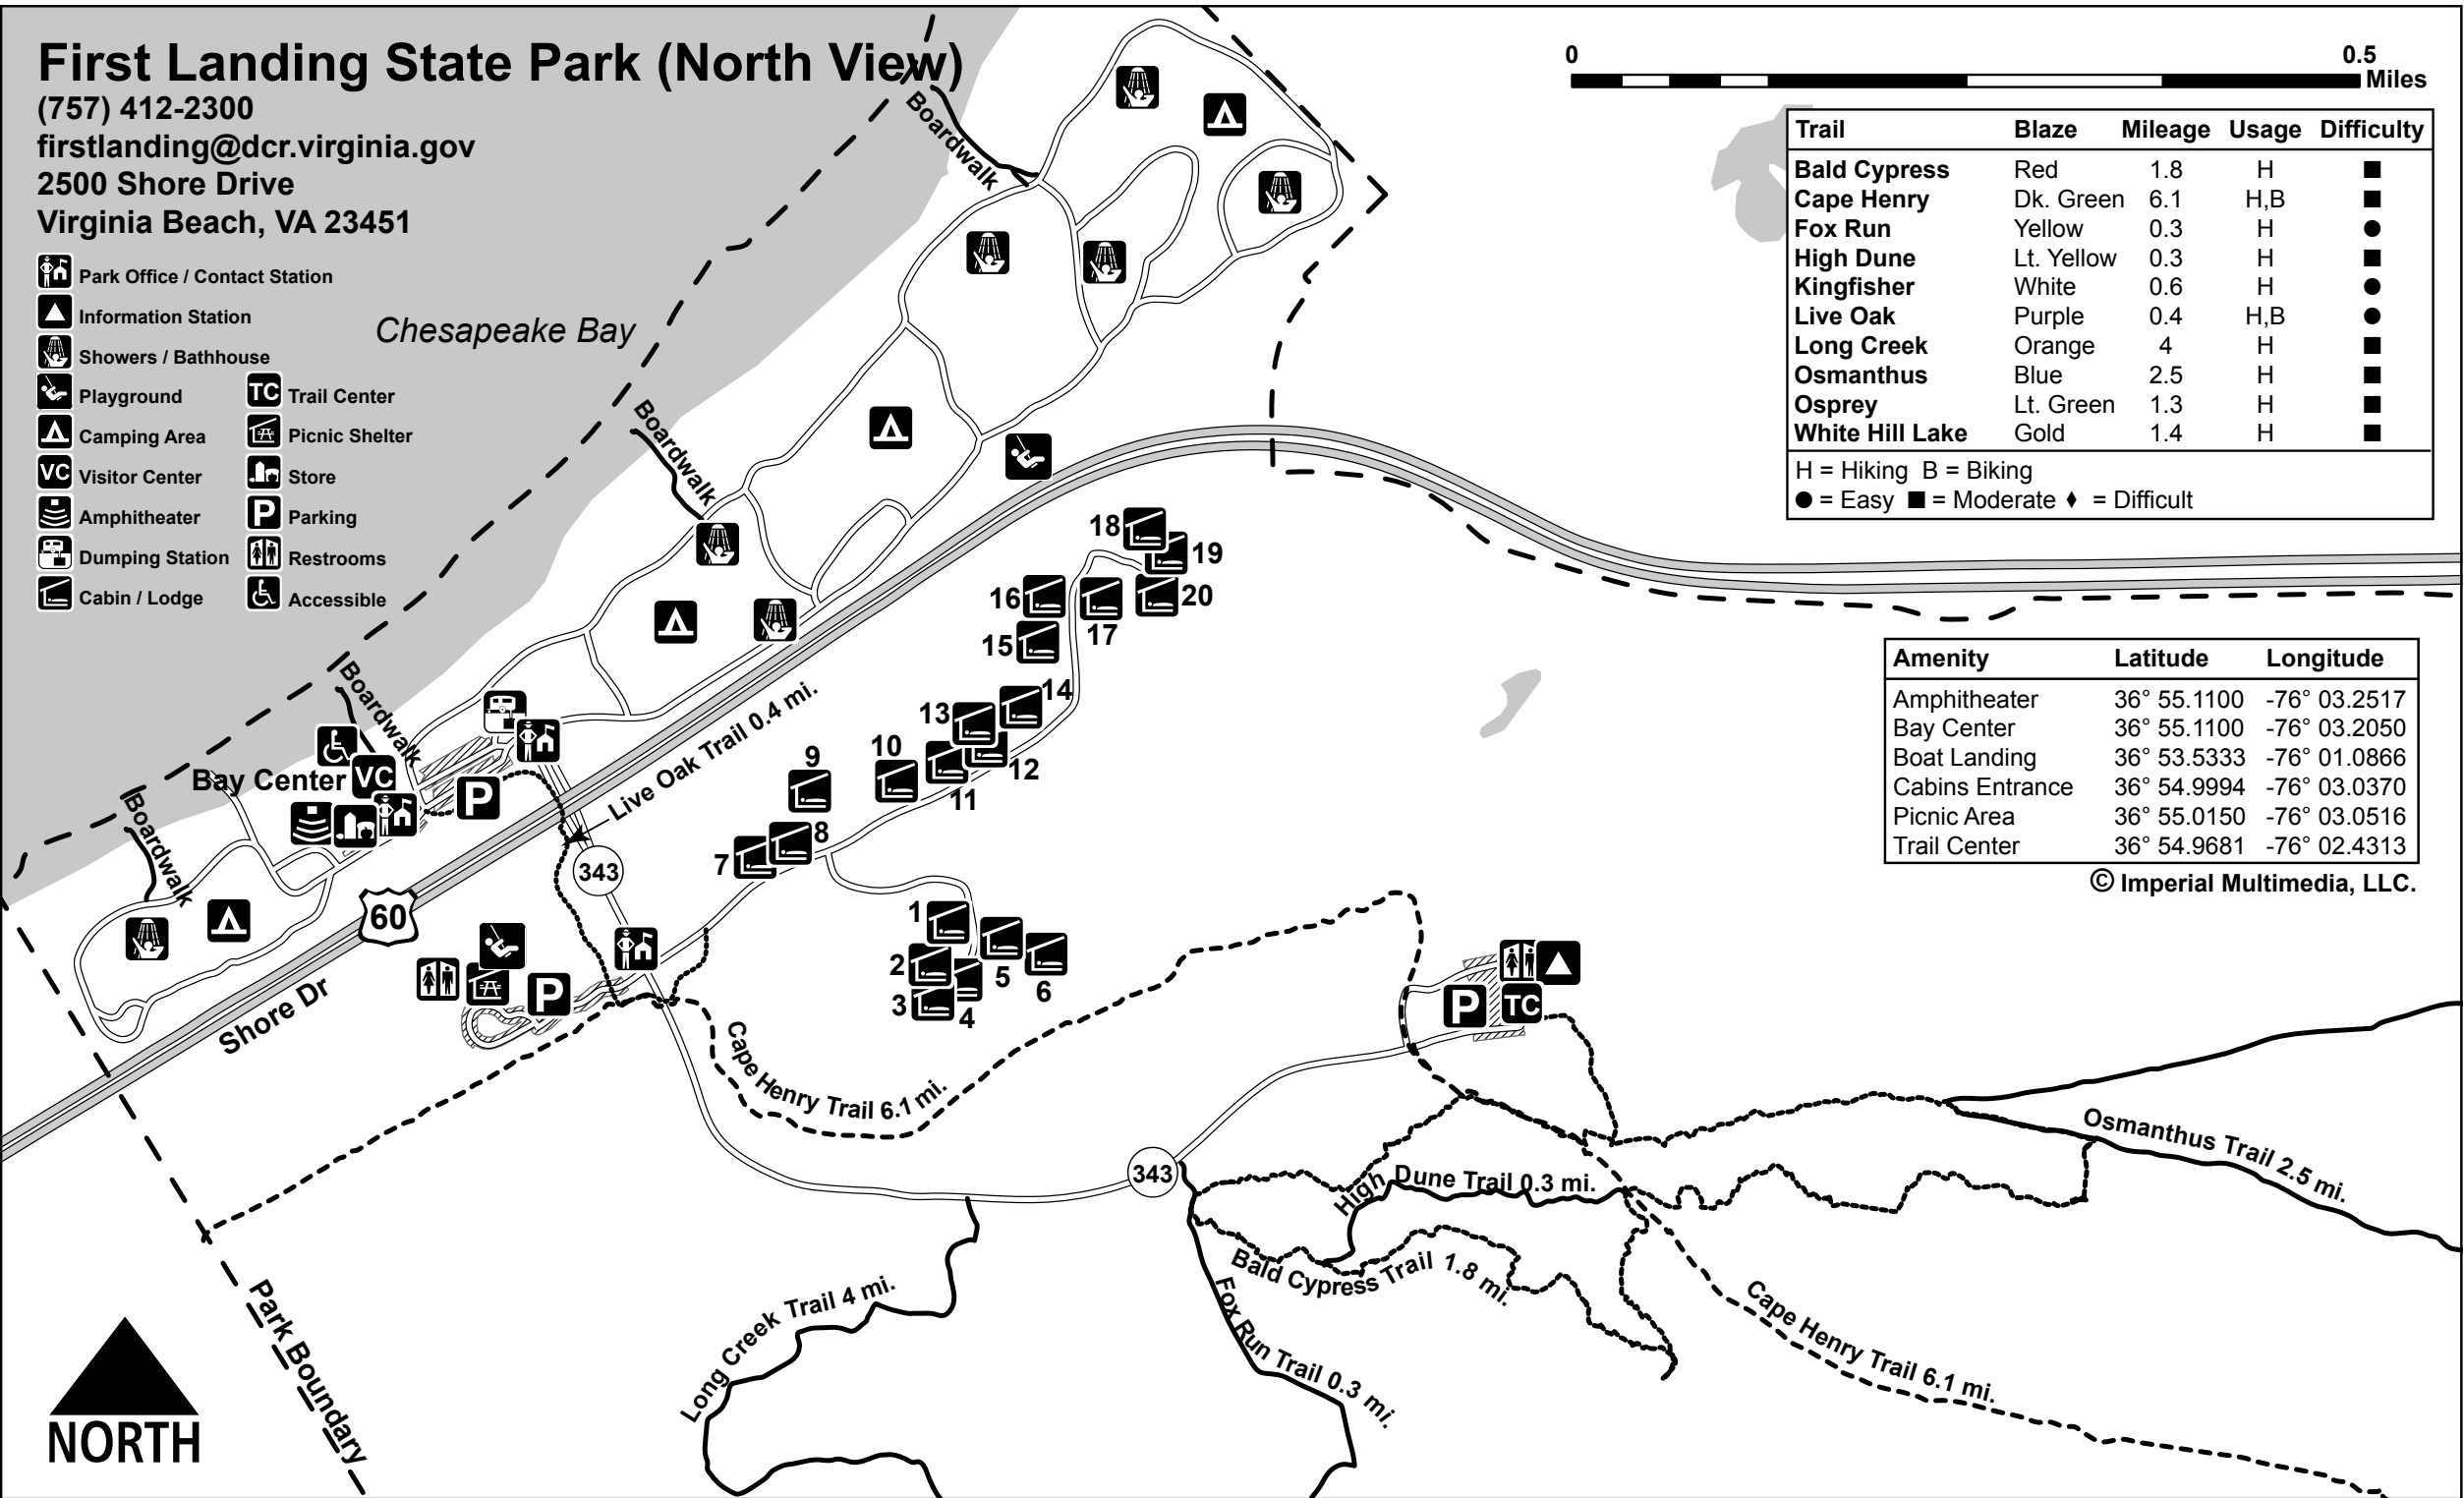 First Landing State Park (North View)
(757) 412-2300
firstlanding@dcr.virginia.gov
2500 Shore Drive
Virginia Beach, VA 23451
Park Office / Contact Station
Information Station
Showers / Bathhouse
Playground
Camping Area
VC Visitor Center
Amphitheater
Dumping Station
Cabin / Lodge
TC Trail Center
Picnic Shelter
Store
P Parking
Restrooms
Accessible
Chesapeake Bay
0 0.5
Miles
Trail Blaze Mileage Usage Difficulty
Bald Cypress Red 1.8 H ■
Cape Henry Dk. Green 6.1 H,B ■
Fox Run Yellow 0.3 H ●
High Dune Lt. Yellow 0.3 H ■
Kingfisher White 0.6 H ●
Live Oak Purple 0.4 H,B ●
Long Creek Orange 4 H ■
Osmanthus Blue 2.5 H ■
Osprey Lt. Green 1.3 H ■
White Hill Lake Gold 1.4 H ■
H = Hiking B = Biking
● = Easy ■ = Moderate ♦ = Difficult
Amenity Latitude Longitude
Amphitheater 36° 55.1100 -76° 03.2517
Bay Center 36° 55.1100 -76° 03.2050
Boat Landing 36° 53.5333 -76° 01.0866
Cabins Entrance 36° 54.9994 -76° 03.0370
Picnic Area 36° 55.0150 -76° 03.0516
Trail Center 36° 54.9681 -76° 02.4313
© Imperial Multimedia, LLC.
Boardwalk
Boardwalk
Boardwalk
Boardwalk
Bay Center
VC
P
Live Oak Trail 0.4 mi.
343
60
Shore Dr
18
19
16
17
20
15
14
13
12
11
10
9
8
7
1
2
3
4
5
6
P
P
TC
Cape Henry Trail 6.1 mi.
343
High Dune Trail 0.3 mi.
Osmanthus Trail 2.5 mi.
Bald Cypress Trail 1.8 mi.
Fox Run Trail 0.3 mi.
Long Creek Trail 4 mi.
Cape Henry Trail 6.1 mi.
Park Boundary
NORTH